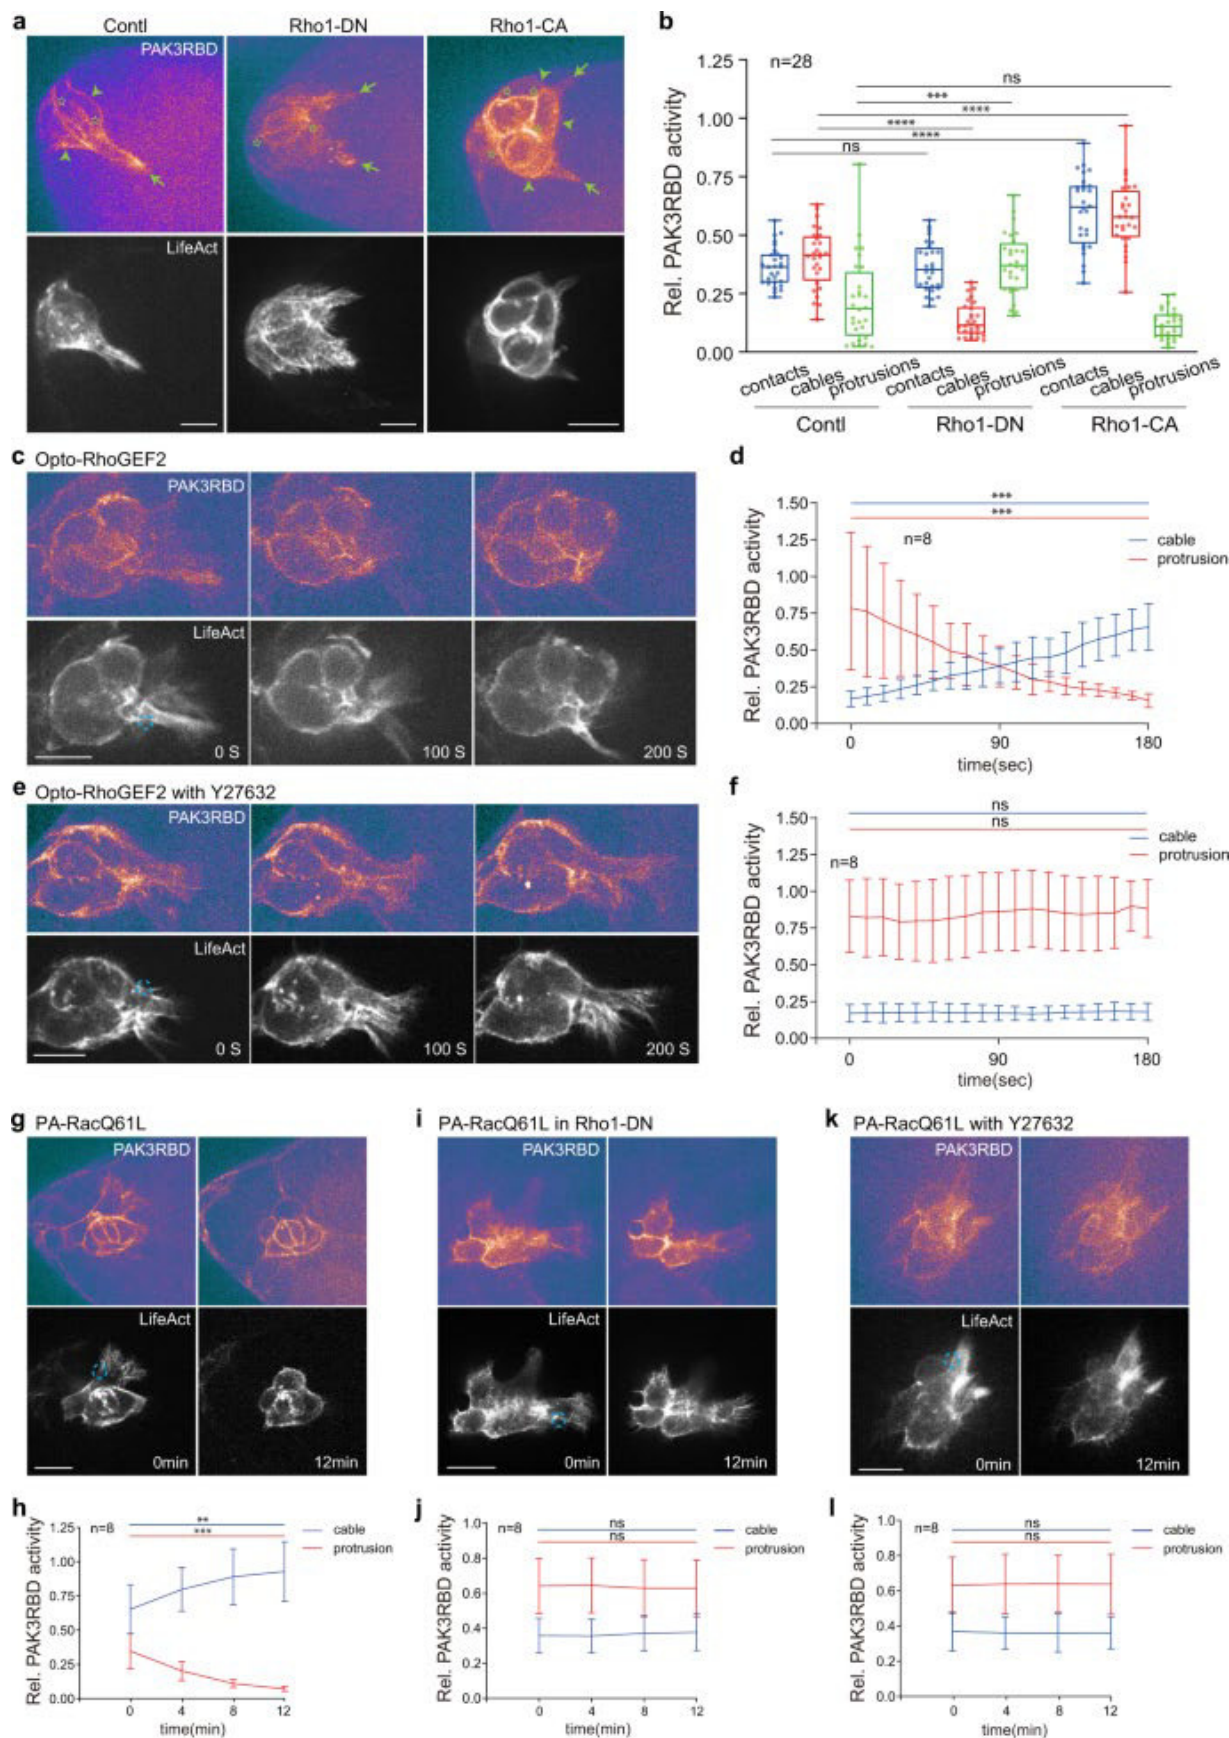 a
Contl
Rho1-DN
Rho1-CA
PAK3RBD
LifeAct
b
n=28
ns
***
****
****
****
ns
Rel. PAK3RBD activity
1.25
1.00
0.75
0.50
0.25
0.00
contacts
cables
protrusions
contacts
cables
protrusions
contacts
cables
protrusions
Contl
Rho1-DN
Rho1-CA
c Opto-RhoGEF2
PAK3RBD
LifeAct
0 S
100 S
200 S
d
***
***
n=8
cable
protrusion
Rel. PAK3RBD activity
1.50
1.25
1.00
0.75
0.50
0.25
0.00
0 90 180
time(sec)
e Opto-RhoGEF2 with Y27632
PAK3RBD
LifeAct
0 S
100 S
200 S
f
ns
ns
n=8
cable
protrusion
Rel. PAK3RBD activity
1.50
1.25
1.00
0.75
0.50
0.25
0.00
0 90 180
time(sec)
g PA-RacQ61L
PAK3RBD
LifeAct
0min
12min
i PA-RacQ61L in Rho1-DN
PAK3RBD
LifeAct
0min
12min
k PA-RacQ61L with Y27632
PAK3RBD
LifeAct
0min
12min
h
n=8
**
***
cable
protrusion
Rel. PAK3RBD activity
1.25
1.00
0.75
0.50
0.25
0.00
0 4 8 12
time(min)
j
n=8
ns
ns
cable
protrusion
Rel. PAK3RBD activity
1.0
0.8
0.6
0.4
0.2
0.0
0 4 8 12
time(min)
l
n=8
ns
ns
cable
protrusion
Rel. PAK3RBD activity
1.0
0.8
0.6
0.4
0.2
0.0
0 4 8 12
time(min)